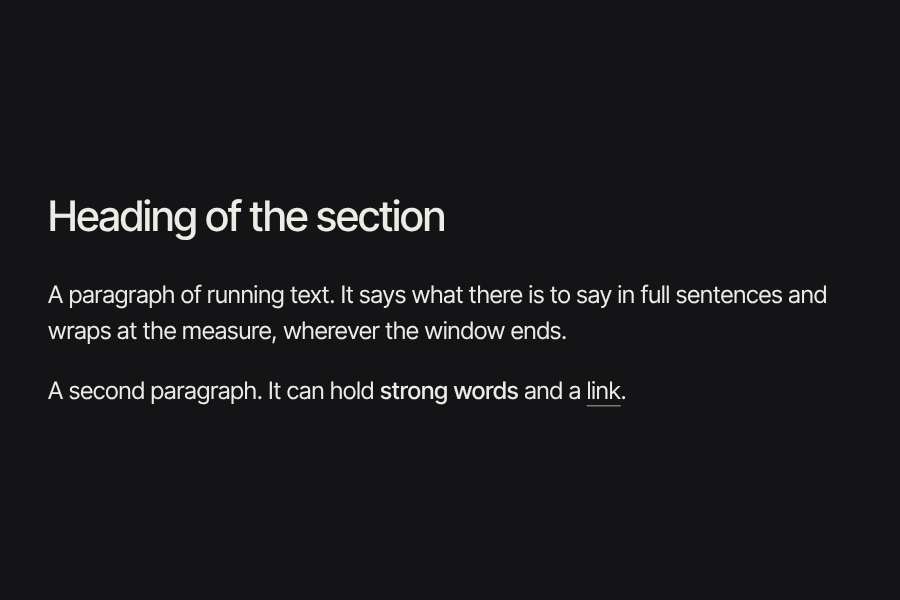 Heading of the section
A paragraph of running text. It says what there is to say in full sentences and
wraps at the measure, wherever the window ends.
A second paragraph. It can hold strong words and a link.